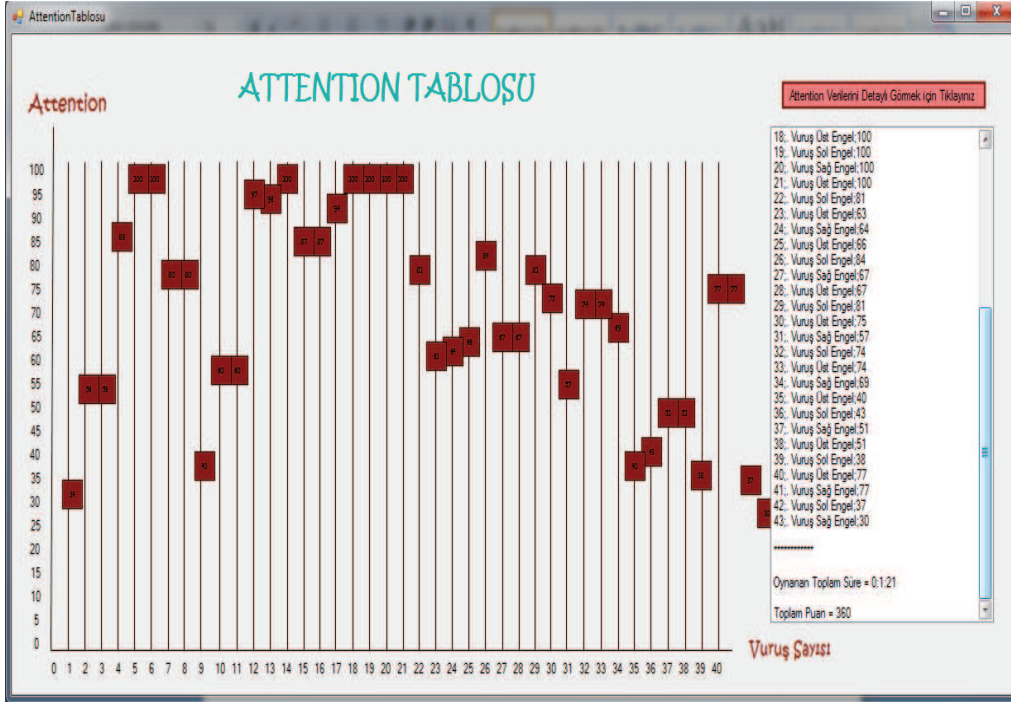 AttentionTablosu
ATTENTION TABLOSU
Attention
Attention Verilerini Detaylı Görmek için Tıklayınız
100
95
90
85
80
75
70
65
60
55
50
45
40
35
30
25
20
15
10
5
0
0 1 2 3 4 5 6 7 8 9 10 11 12 13 14 15 16 17 18 19 20 21 22 23 24 25 26 27 28 29 30 31 32 33 34 35 36 37 38 39 40
Vuruş Sayısı
18;. Vuruş Üst Engel;100
19;. Vuruş Sol Engel;100
20;. Vuruş Sağ Engel;100
21;. Vuruş Üst Engel;100
22;. Vuruş Sol Engel;81
23;. Vuruş Üst Engel;63
24;. Vuruş Sağ Engel;64
25;. Vuruş Üst Engel;66
26;. Vuruş Sol Engel;84
27;. Vuruş Sağ Engel;67
28;. Vuruş Üst Engel;67
29;. Vuruş Sol Engel;81
30;. Vuruş Üst Engel;75
31;. Vuruş Sağ Engel;57
32;. Vuruş Sol Engel;74
33;. Vuruş Üst Engel;74
34;. Vuruş Sağ Engel;69
35;. Vuruş Üst Engel;40
36;. Vuruş Sol Engel;43
37;. Vuruş Sağ Engel;51
38;. Vuruş Üst Engel;51
39;. Vuruş Sol Engel;38
40;. Vuruş Üst Engel;77
41;. Vuruş Sağ Engel;77
42;. Vuruş Sol Engel;37
43;. Vuruş Sağ Engel;30
************
Oynanan Toplam Süre = 0:1:21
Toplam Puan = 360